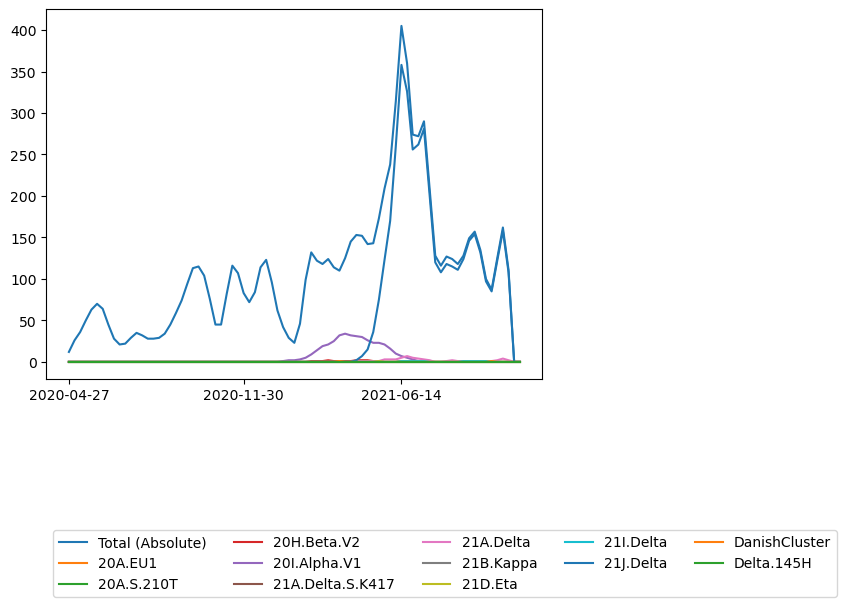 400
350
300
250
200
150
100
50
0
2020-04-27 2020-11-30 2021-06-14
Total (Absolute) 20H.Beta.V2 21A.Delta 21I.Delta DanishCluster
20A.EU1 20I.Alpha.V1 21B.Kappa 21J.Delta Delta.145H
20A.S.210T 21A.Delta.S.K417 21D.Eta